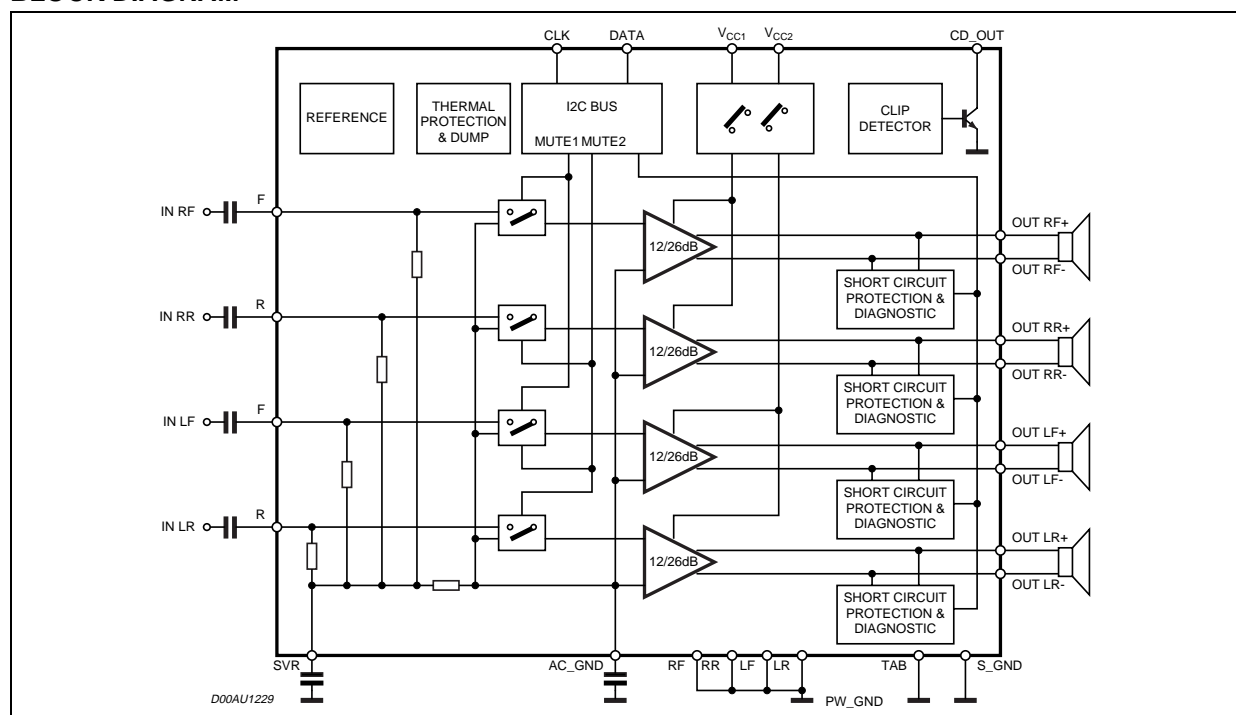 CLK
DATA
VCC1
VCC2
CD_OUT
REFERENCE
THERMAL
PROTECTION
& DUMP
I2C BUS
MUTE1 MUTE2
CLIP
DETECTOR
IN RF
F
12/26dB
OUT RF+
OUT RF-
SHORT CIRCUIT
PROTECTION &
DIAGNOSTIC
IN RR
R
12/26dB
OUT RR+
OUT RR-
SHORT CIRCUIT
PROTECTION &
DIAGNOSTIC
IN LF
F
12/26dB
OUT LF+
OUT LF-
SHORT CIRCUIT
PROTECTION &
DIAGNOSTIC
IN LR
R
12/26dB
OUT LR+
OUT LR-
SHORT CIRCUIT
PROTECTION &
DIAGNOSTIC
SVR
AC_GND
RF
RR
LF
LR
TAB
S_GND
PW_GND
D00AU1229